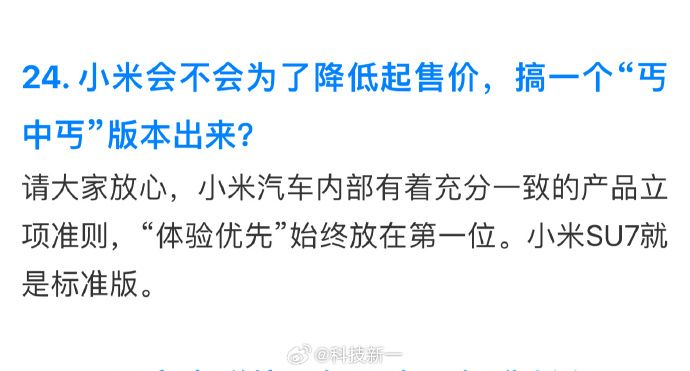 24. 小米会不会为了降低起售价，搞一个“丐
中丐”版本出来？
请大家放心，小米汽车内部有着充分一致的产品立
项准则，“体验优先”始终放在第一位。小米SU7就
是标准版。
@科技新一